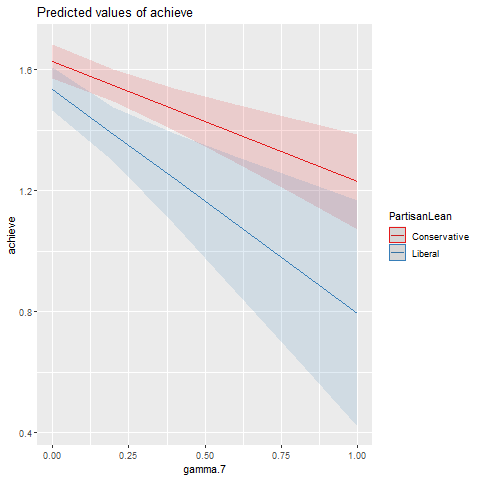 Predicted values of achieve
1.6
1.2
0.8
0.4
achieve
0.00
0.25
0.50
0.75
1.00
gamma.7
PartisanLean
Conservative
Liberal